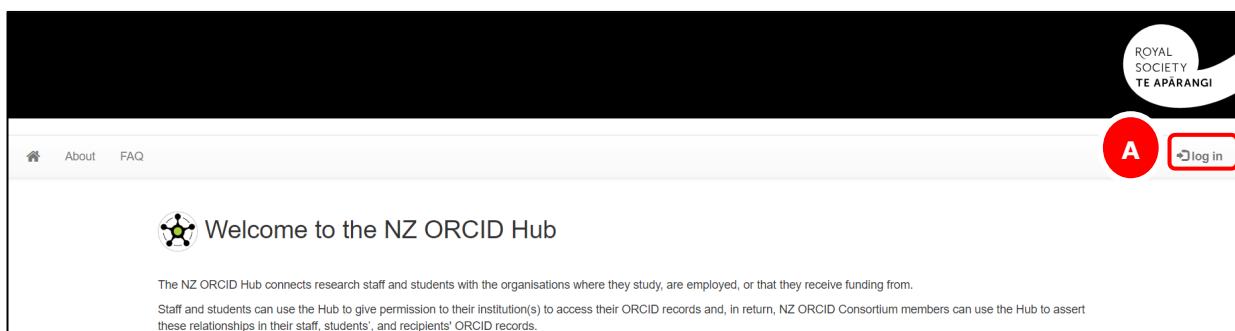 ROYAL
SOCIETY
TE APĀRANGI
About FAQ A log in
Welcome to the NZ ORCID Hub
The NZ ORCID Hub connects research staff and students with the organisations where they study, are employed, or that they receive funding from.
Staff and students can use the Hub to give permission to their institution(s) to access their ORCID records and, in return, NZ ORCID Consortium members can use the Hub to assert
these relationships in their staff, students', and recipients' ORCID records.